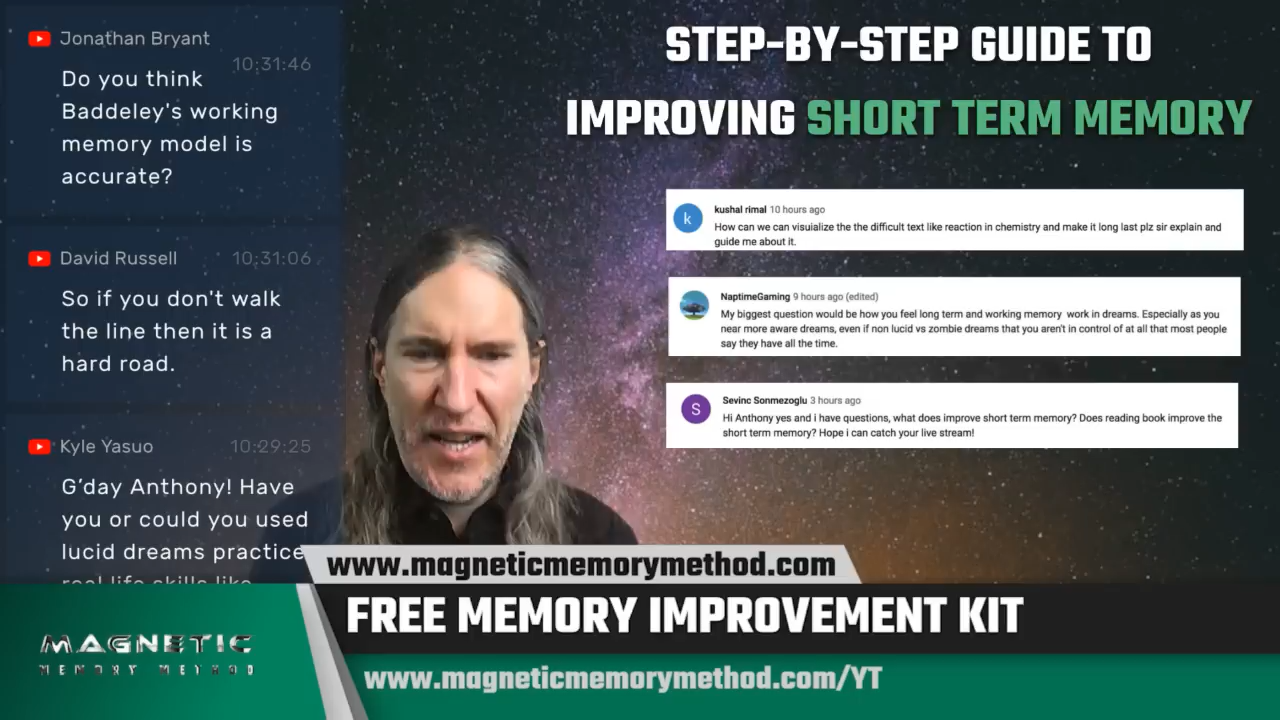 Jonathan Bryant
10:31:46
Do you think
Baddeley's working
memory model is
accurate?
David Russell 10:31:06
So if you don't walk
the line then it is a
hard road.
Kyle Yasuo 10:29:25
G'day Anthony! Have
you or could you used
lucid dreams practice
real life skills like
STEP-BY-STEP GUIDE TO
IMPROVING SHORT TERM MEMORY
k
kushal rimal 10 hours ago
How can we can visuialize the the difficult text like reaction in chemistry and make it long last plz sir explain and
guide me about it.
NaptimeGaming 9 hours ago (edited)
My biggest question would be how you feel long term and working memory work in dreams. Especially as you
near more aware dreams, even if non lucid vs zombie dreams that you aren't in control of at all that most people
say they have all the time.
S
Sevinc Sonmezoglu 3 hours ago
Hi Anthony yes and i have questions, what does improve short term memory? Does reading book improve the
short term memory? Hope i can catch your live stream!
www.magneticmemorymethod.com
FREE MEMORY IMPROVEMENT KIT
MAGNETIC
MEMORY METHOD
www.magneticmemorymethod.com/YT